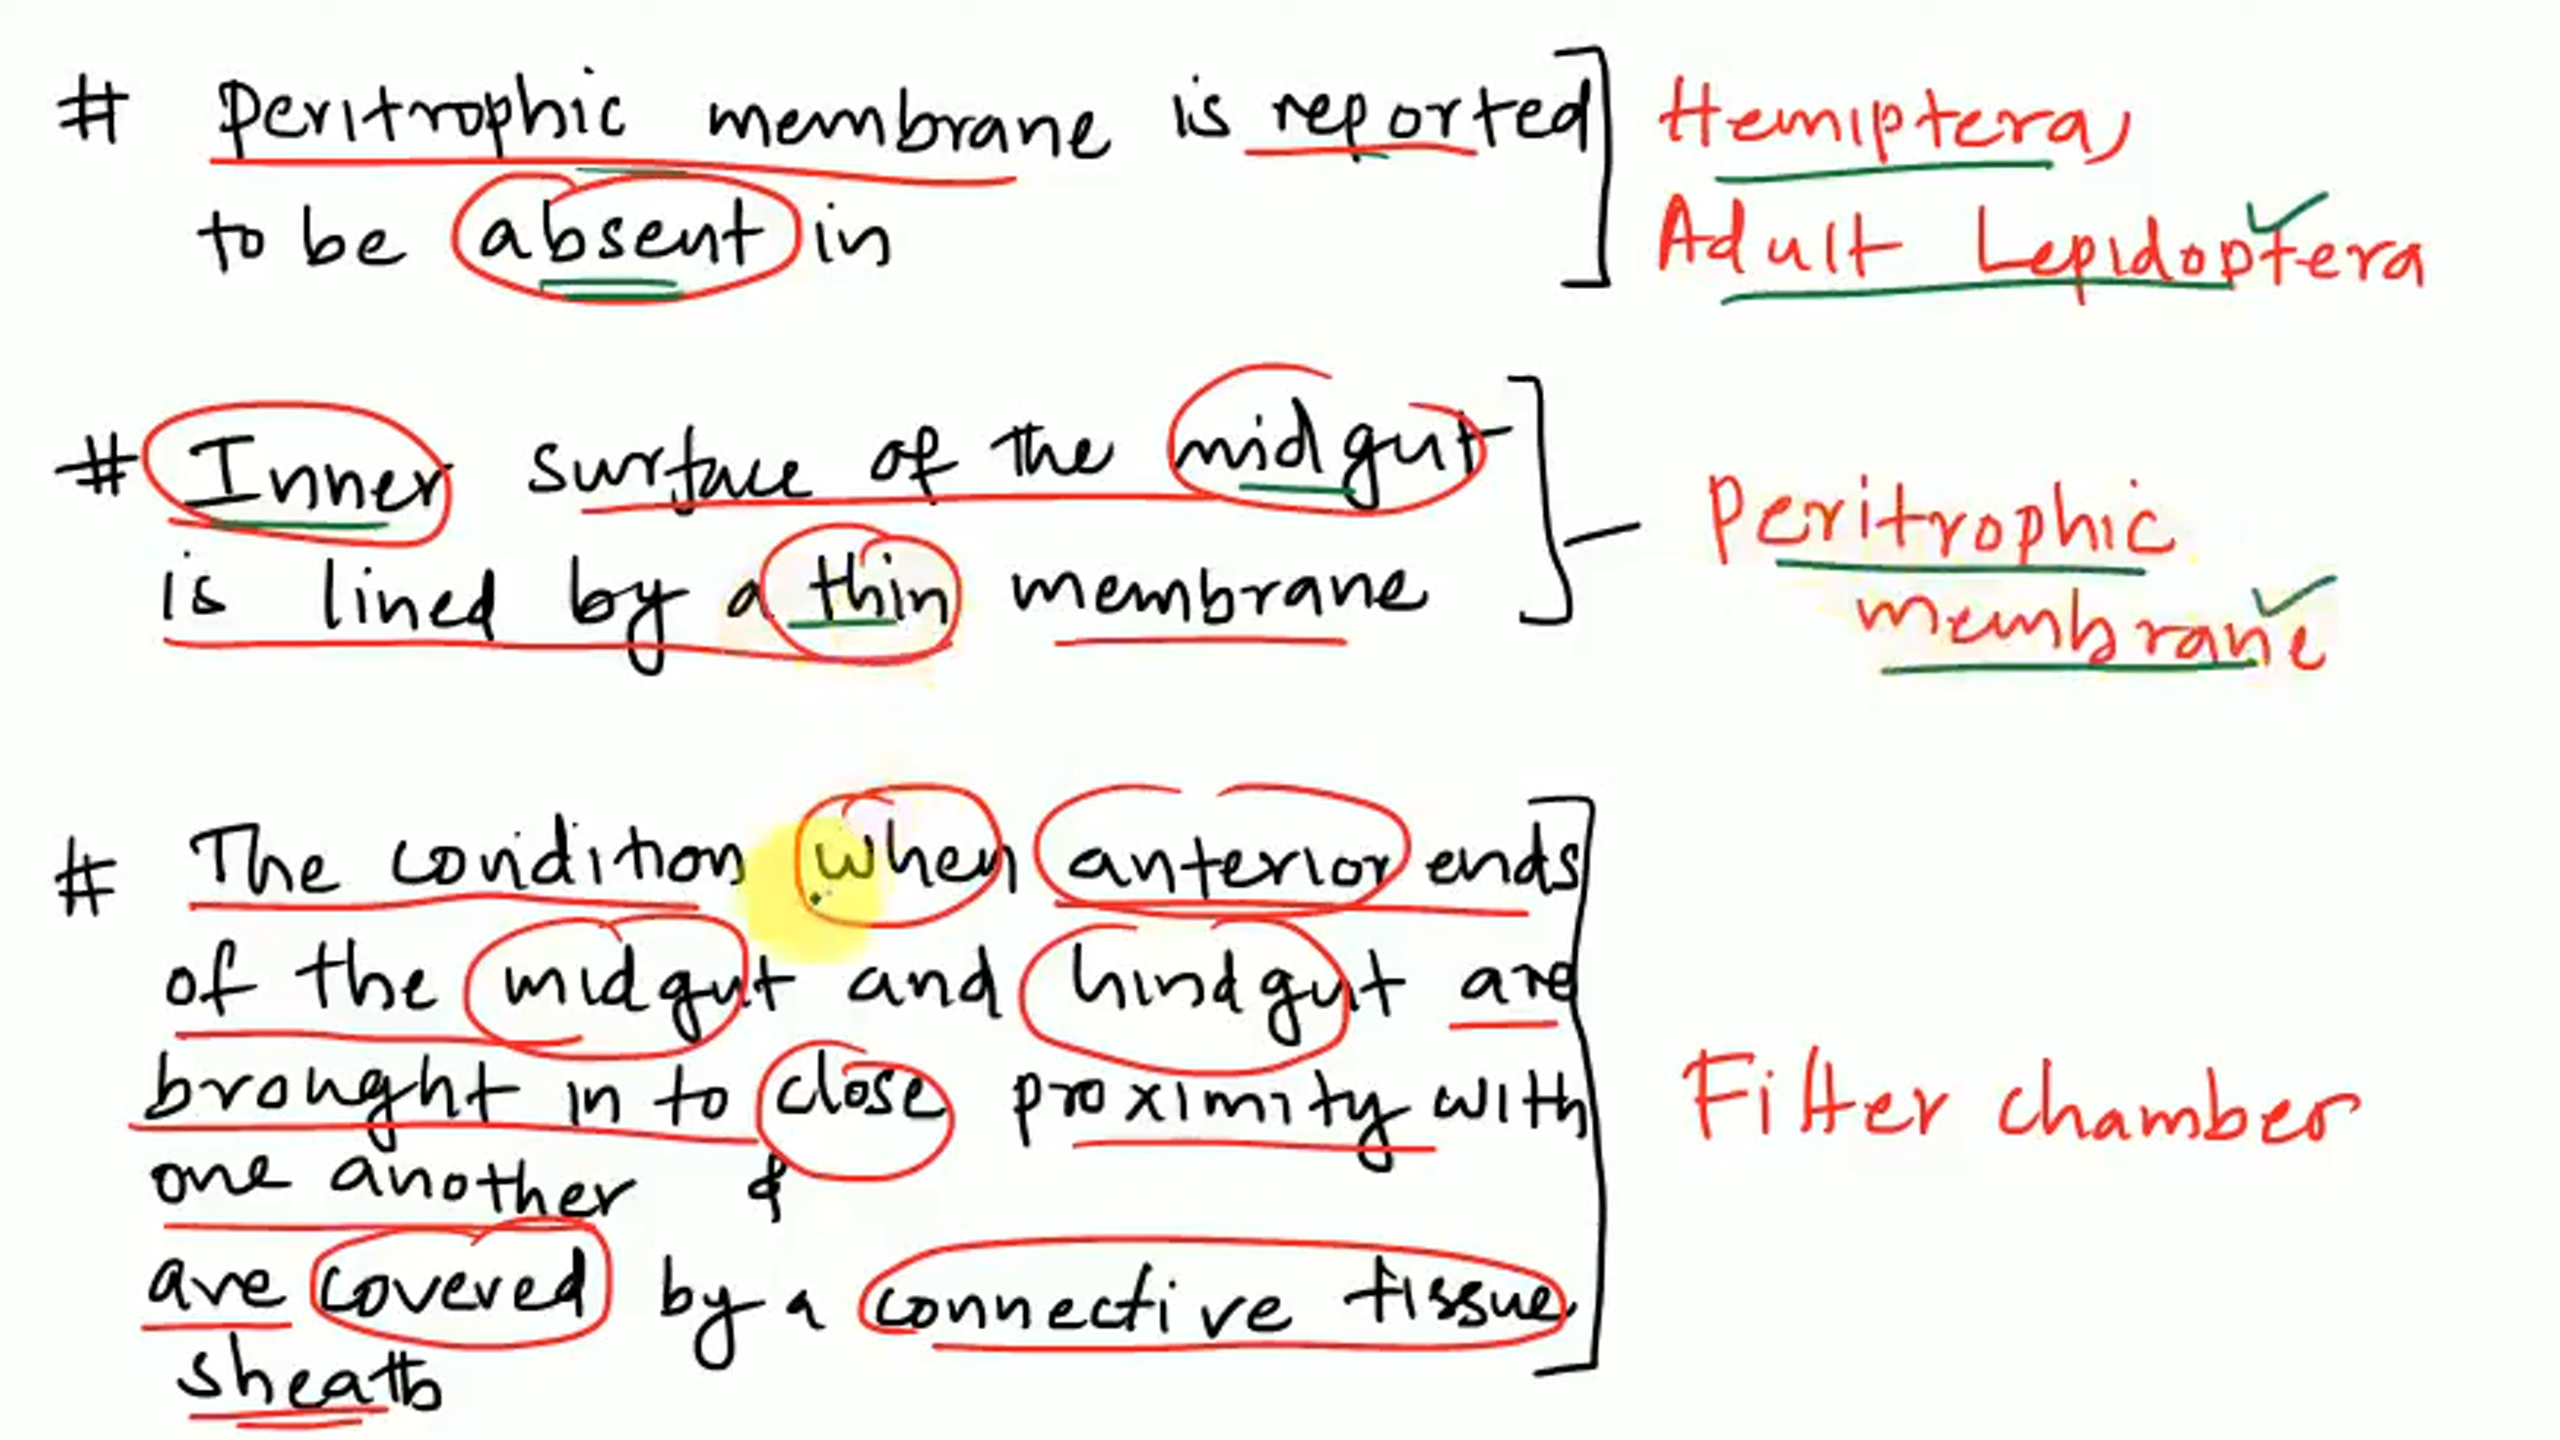 # Peritrophic membrane is reported
to be absent in
Hemiptera,
Adult Lepidoptera
# Inner surface of the midgut
is lined by a thin membrane
Peritrophic
membrane
# The condition when anterior ends
of the midgut and hindgut are
brought in to close proximity with
one another &
are covered by a connective tissue
sheath
Filter chamber